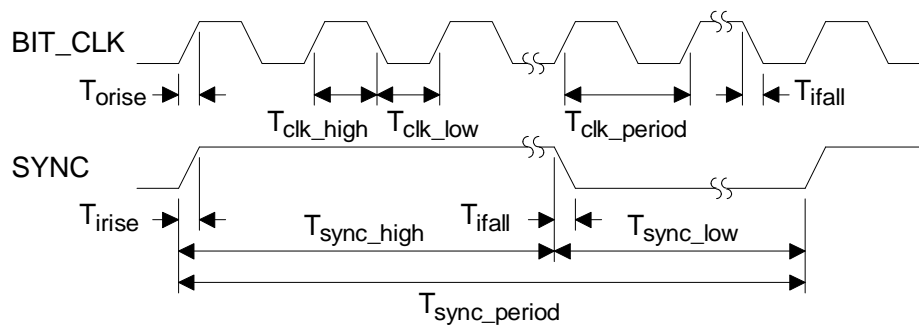 BIT_CLK
T_orise
T_ifall
T_clk_high
T_clk_low
T_clk_period
SYNC
T_irise
T_sync_high
T_ifall
T_sync_low
T_sync_period